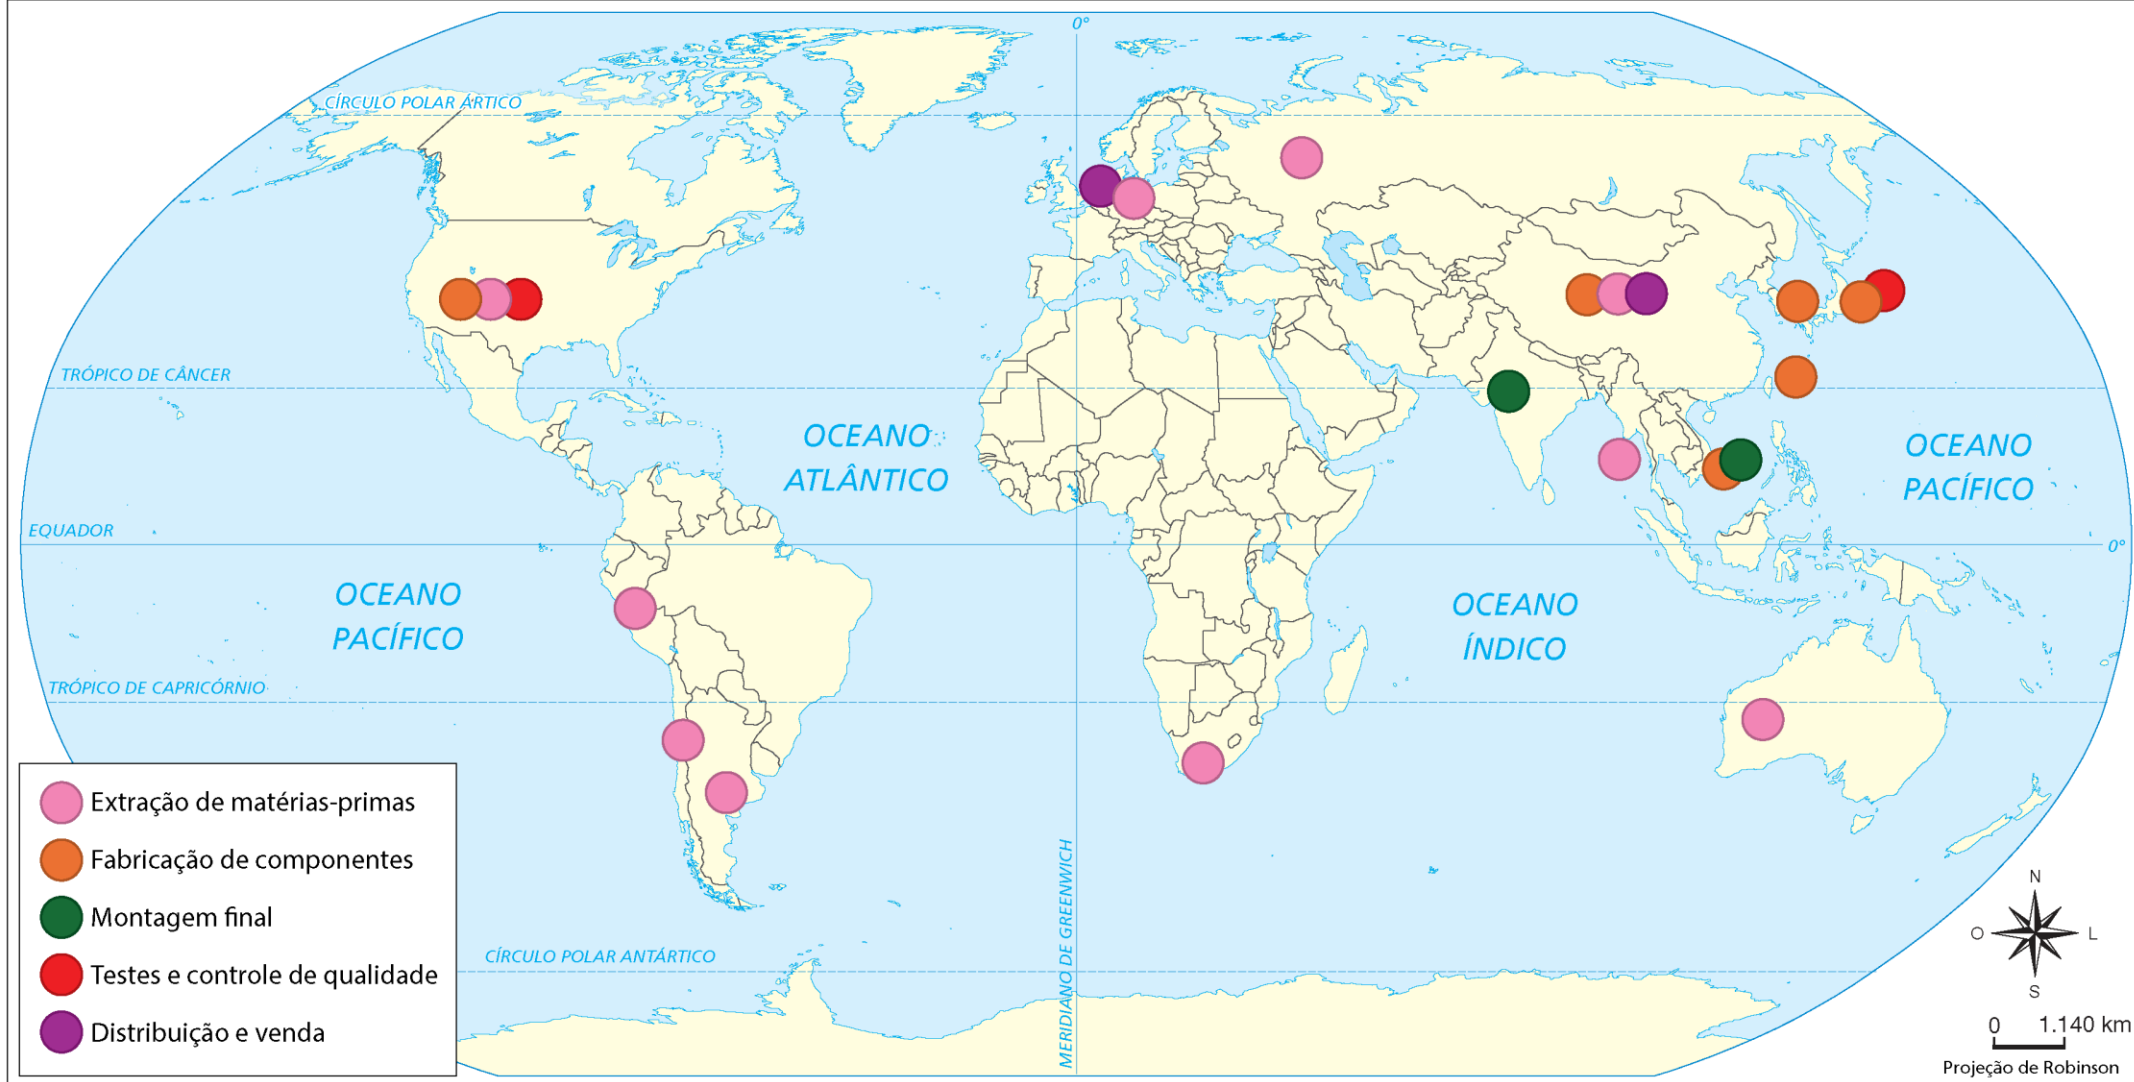 0°
CÍRCULO POLAR ÁRTICO
TRÓPICO DE CÂNCER
OCEANO
ATLÂNTICO
OCEANO
PACÍFICO
EQUADOR
0°
OCEANO
PACÍFICO
OCEANO
ÍNDICO
TRÓPICO DE CAPRICÓRNIO
Extração de matérias-primas
Fabricação de componentes
Montagem final
Testes e controle de qualidade
Distribuição e venda
CÍRCULO POLAR ANTÁRTICO
MERIDIANO DE GREENWICH
N
O
L
S
0
1.140 km
Projeção de Robinson